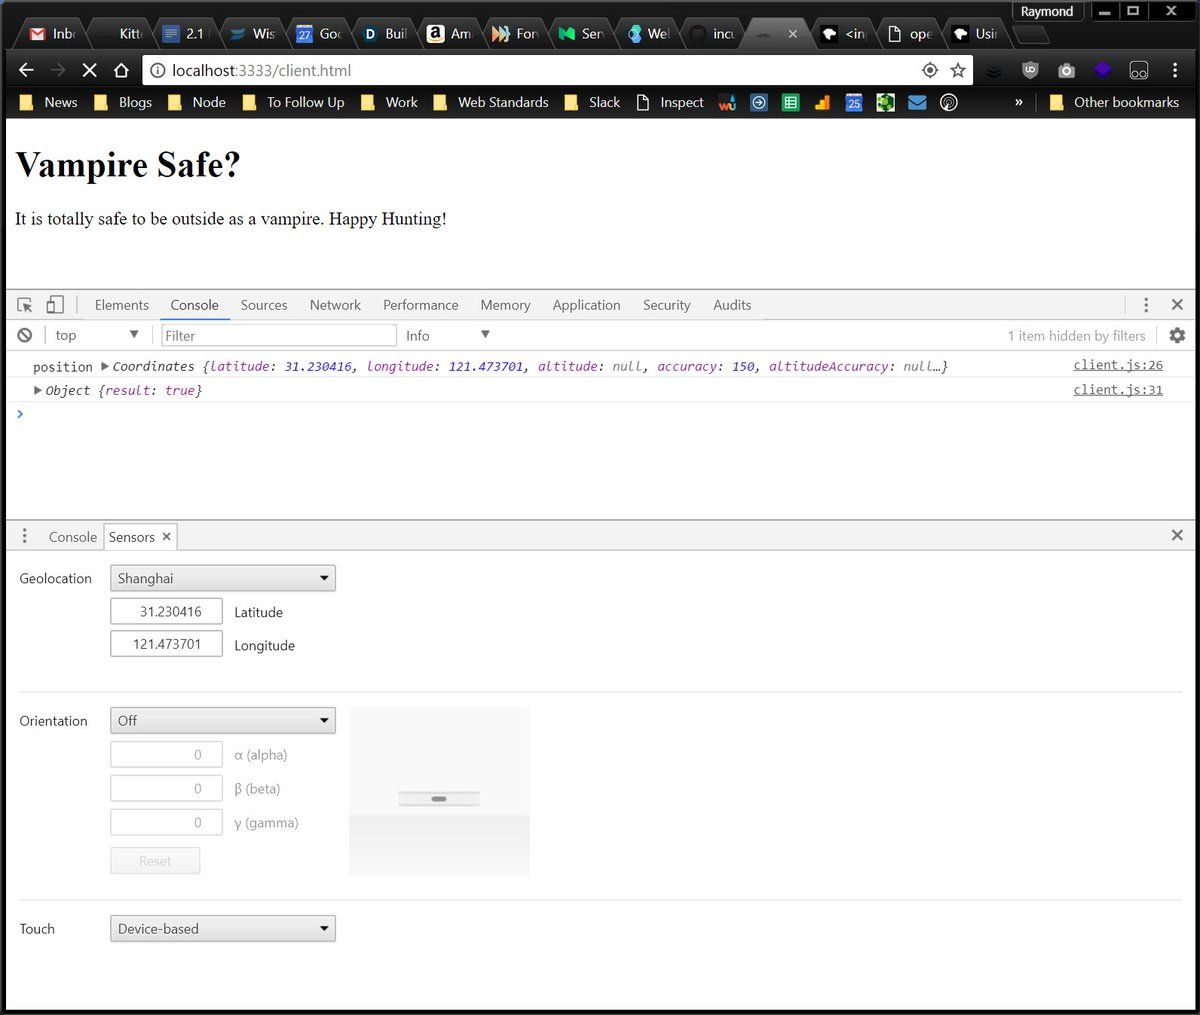 Raymond
Inb
Kitt
2.1
Wis
27
Goo
D
Buil
a
Am
For
Ser
Wel
incu
<in
ope
Usin
localhost:3333/client.html
News
Blogs
Node
To Follow Up
Work
Web Standards
Slack
Inspect
25
»
Other bookmarks
Vampire Safe?
It is totally safe to be outside as a vampire. Happy Hunting!
Elements
Console
Sources
Network
Performance
Memory
Application
Security
Audits
top
Filter
Info
1 item hidden by filters
position ▶Coordinates {latitude: 31.230416, longitude: 121.473701, altitude: null, accuracy: 150, altitudeAccuracy: null…}
client.js:26
▶Object {result: true}
client.js:31
Console
Sensors
Geolocation
Shanghai
31.230416
Latitude
121.473701
Longitude
Orientation
Off
0
α (alpha)
0
β (beta)
0
γ (gamma)
Reset
Touch
Device-based